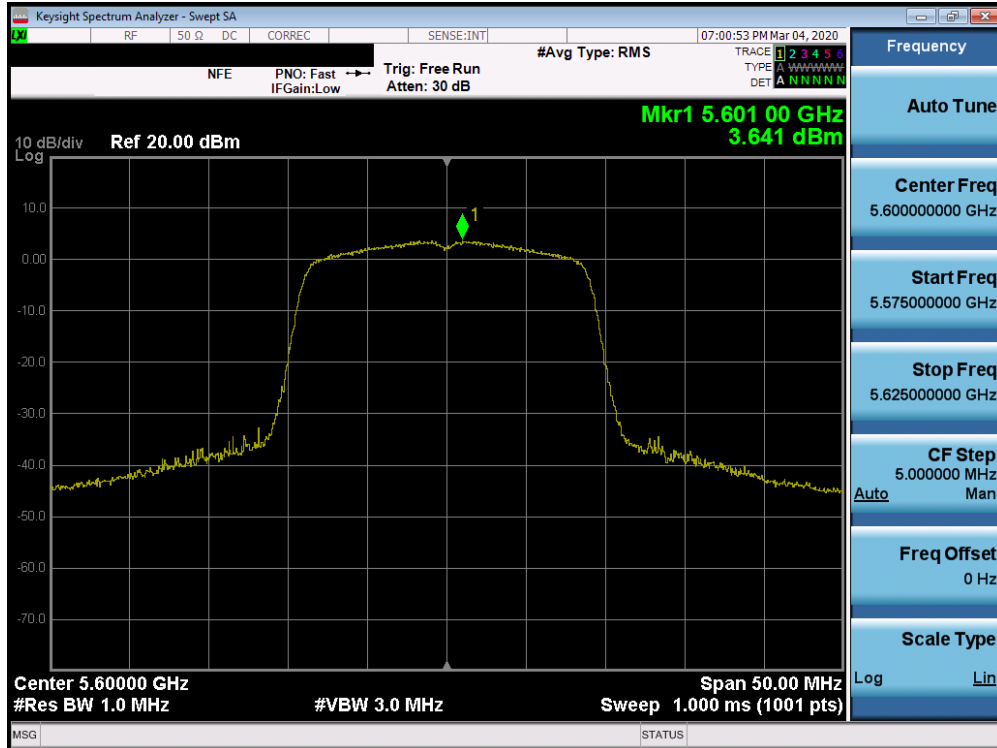 Keysight Spectrum Analyzer - Swept SA
LXI RF 50 Ω DC CORREC SENSE:INT 07:00:53 PM Mar 04, 2020
NFE PNO: Fast Trig: Free Run #Avg Type: RMS TRACE 1 2 3 4 5 6
IFGain:Low Atten: 30 dB TYPE A WWWWW
DET A N N N N N
Mkr1 5.601 00 GHz
3.641 dBm
10 dB/div Ref 20.00 dBm
Log
1
10.0
0.00
-10.0
-20.0
-30.0
-40.0
-50.0
-60.0
-70.0
Center 5.60000 GHz Span 50.00 MHz
#Res BW 1.0 MHz #VBW 3.0 MHz Sweep 1.000 ms (1001 pts)
MSG STATUS
Frequency
Auto Tune
Center Freq
5.600000000 GHz
Start Freq
5.575000000 GHz
Stop Freq
5.625000000 GHz
CF Step
5.000000 MHz
Auto Man
Freq Offset
0 Hz
Scale Type
Log Lin